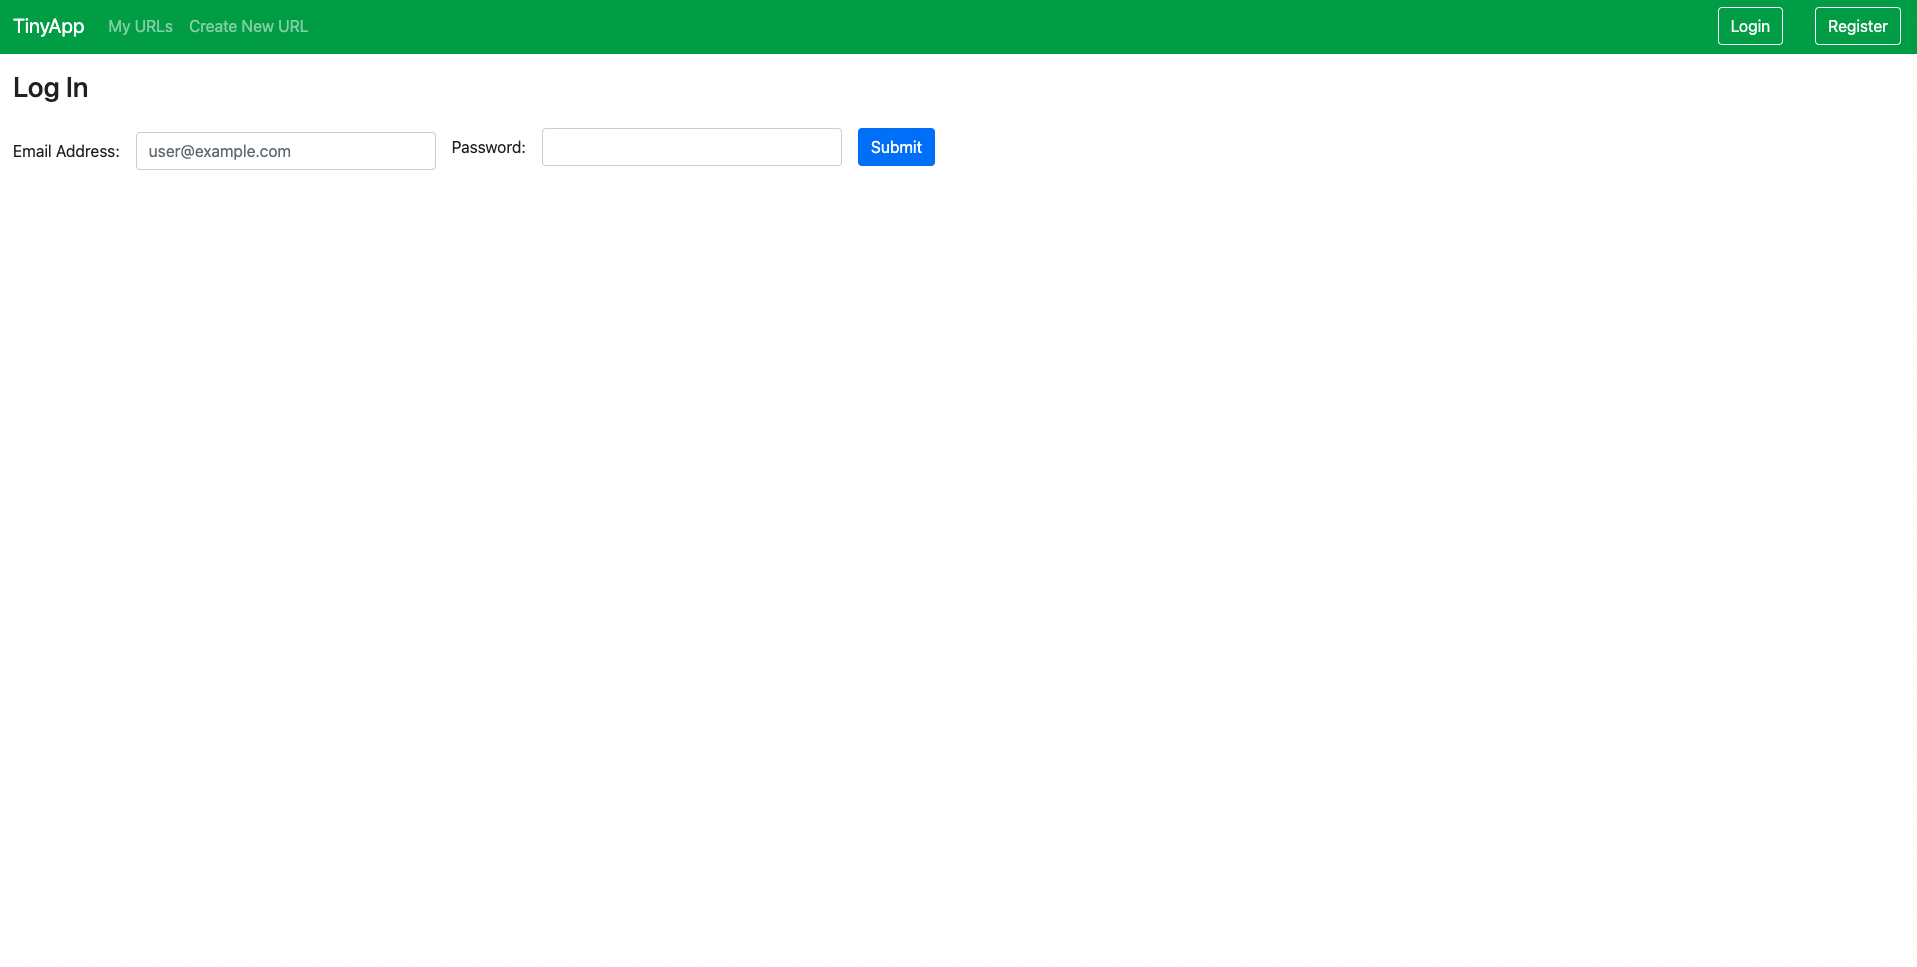 TinyApp My URLs Create New URL Login Register
Log In
Email Address: user@example.com Password: Submit